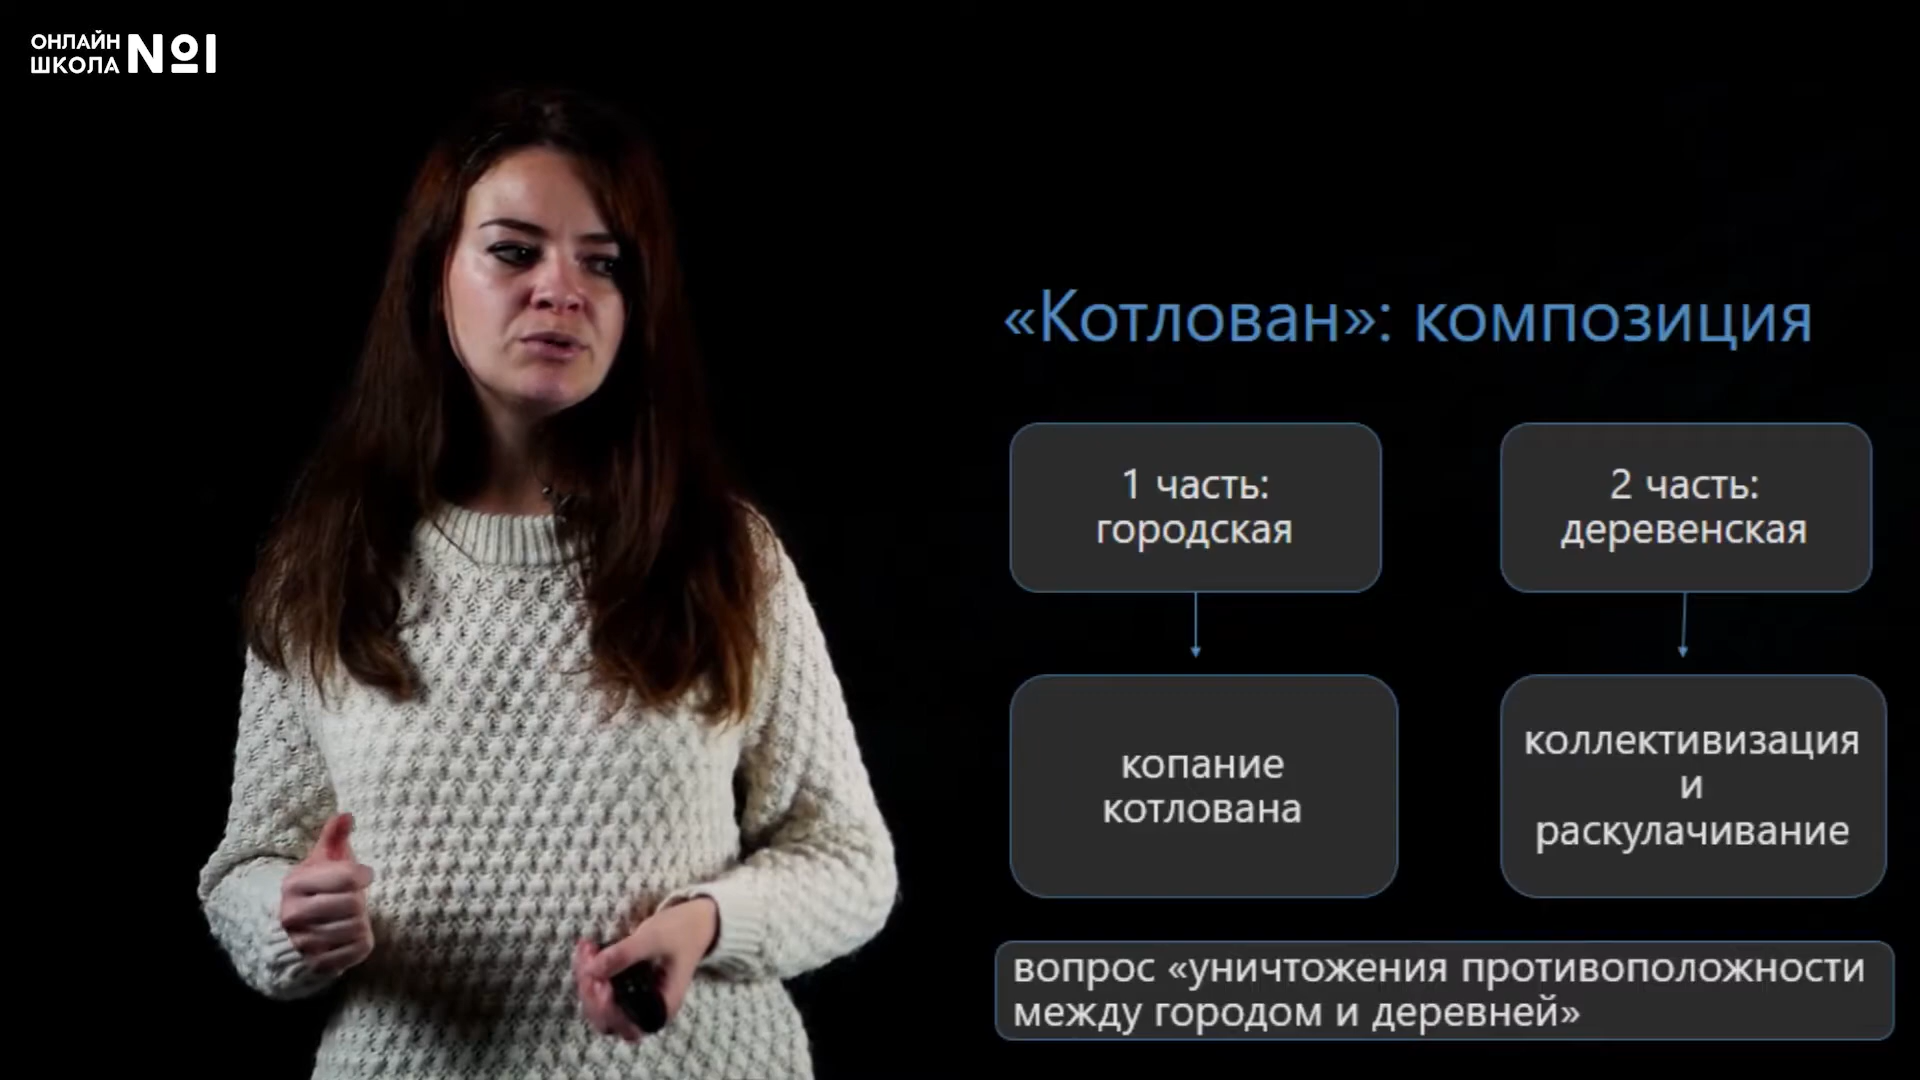 ОНЛАЙН
ШКОЛА №1
«Котлован»: композиция
1 часть:
городская
2 часть:
деревенская
копание
котлована
коллективизация
и
раскулачивание
вопрос «уничтожения противоположности
между городом и деревней»